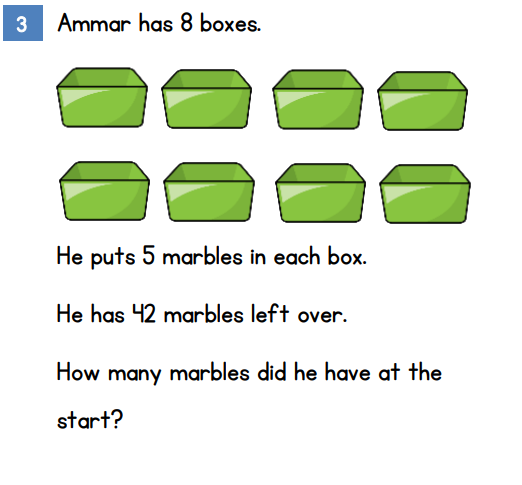 3 Ammar has 8 boxes.
He puts 5 marbles in each box.
He has 42 marbles left over.
How many marbles did he have at the
start?